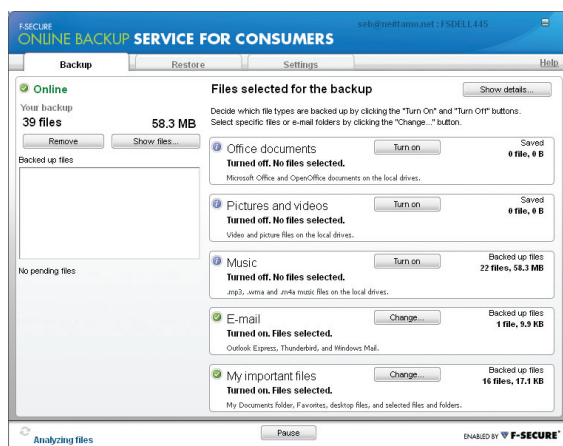 F-SECURE
ONLINE BACKUP SERVICE FOR CONSUMERS
seb@neittamo.net : FSDELL445
Backup
Restore
Settings
Help
Online
Your backup
39 files
58.3 MB
Remove
Show files...
Backed up files
No pending files
Files selected for the backup
Show details...
Decide which file types are backed up by clicking the "Turn On" and "Turn Off" buttons.
Select specific files or e-mail folders by clicking the "Change..." button.
Office documents
Turn on
Saved
0 file, 0 B
Turned off. No files selected.
Microsoft Office and OpenOffice documents on the local drives.
Pictures and videos
Turn on
Saved
0 file, 0 B
Turned off. No files selected.
Video and picture files on the local drives.
Music
Turn on
Backed up files
22 files, 58.3 MB
Turned off. No files selected.
.mp3, .wma and .m4a music files on the local drives.
E-mail
Change...
Backed up files
1 file, 9.9 KB
Turned on. Files selected.
Outlook Express, Thunderbird, and Windows Mail.
My important files
Change...
Backed up files
16 files, 17.1 KB
Turned on. Files selected.
My Documents folder, Favorites, desktop files, and selected files and folders.
Analyzing files
Pause
ENABLED BY F-SECURE